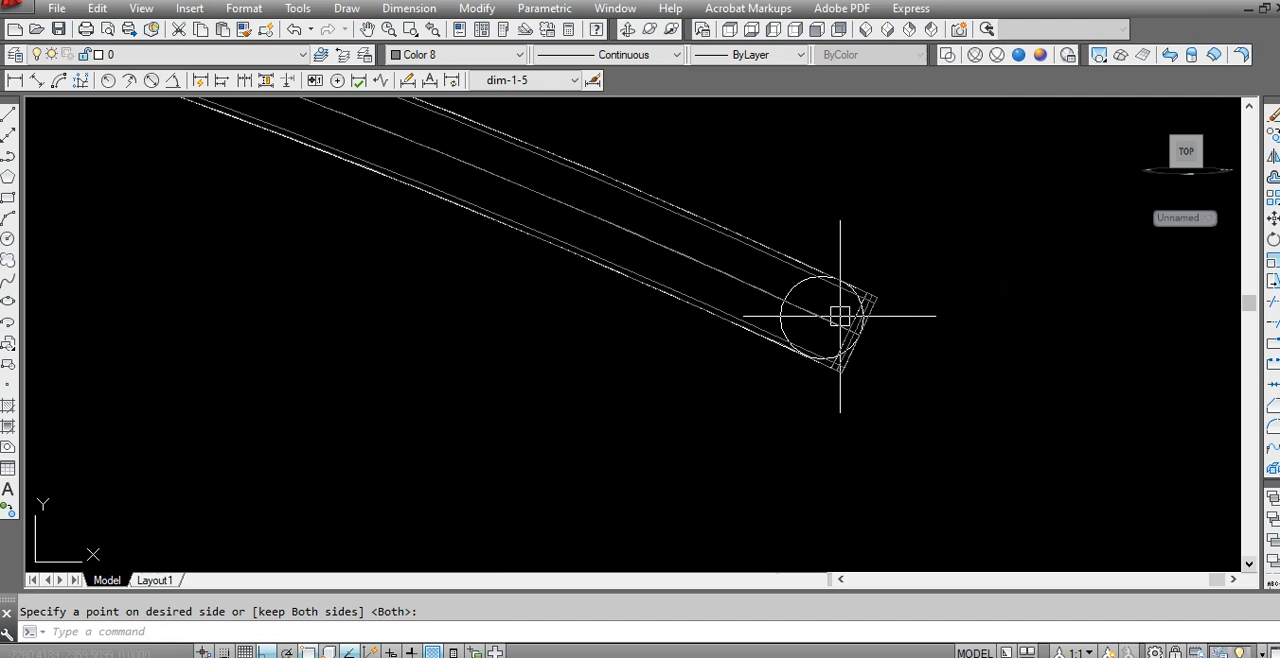 File Edit View Insert Format Tools Draw Dimension Modify Parametric Window Help Acrobat Markups Adobe PDF Express
0 Color 8 Continuous ByLayer ByColor
dim-1-5
TOP
Unnamed
Y
X
Model Layout1
Specify a point on desired side or [keep Both sides] <Both>:
Type a command
MODEL 1:1